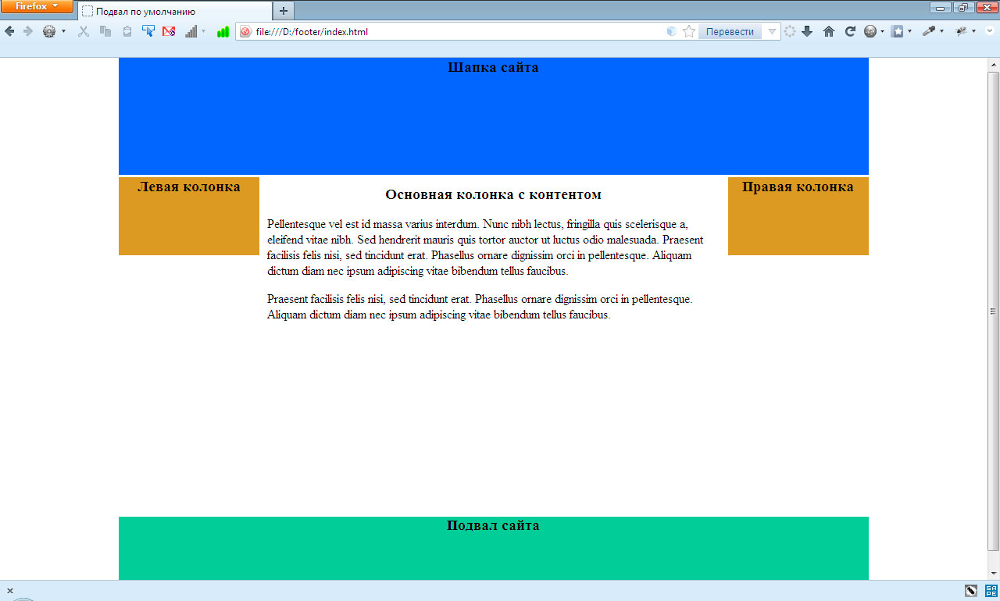 Firefox
Подвал по умолчанию
file:///D:/footer/index.html
Перевести
Шапка сайта
Левая колонка
Основная колонка с контентом
Правая колонка
Pellentesque vel est id massa varius interdum. Nunc nibh lectus, fringilla quis scelerisque a,
eleifend vitae nibh. Sed hendrerit mauris quis tortor auctor ut luctus odio malesuada. Praesent
facilisis felis nisi, sed tincidunt erat. Phasellus ornare dignissim orci in pellentesque. Aliquam
dictum diam nec ipsum adipiscing vitae bibendum tellus faucibus.
Praesent facilisis felis nisi, sed tincidunt erat. Phasellus ornare dignissim orci in pellentesque.
Aliquam dictum diam nec ipsum adipiscing vitae bibendum tellus faucibus.
Подвал сайта
SA
PE